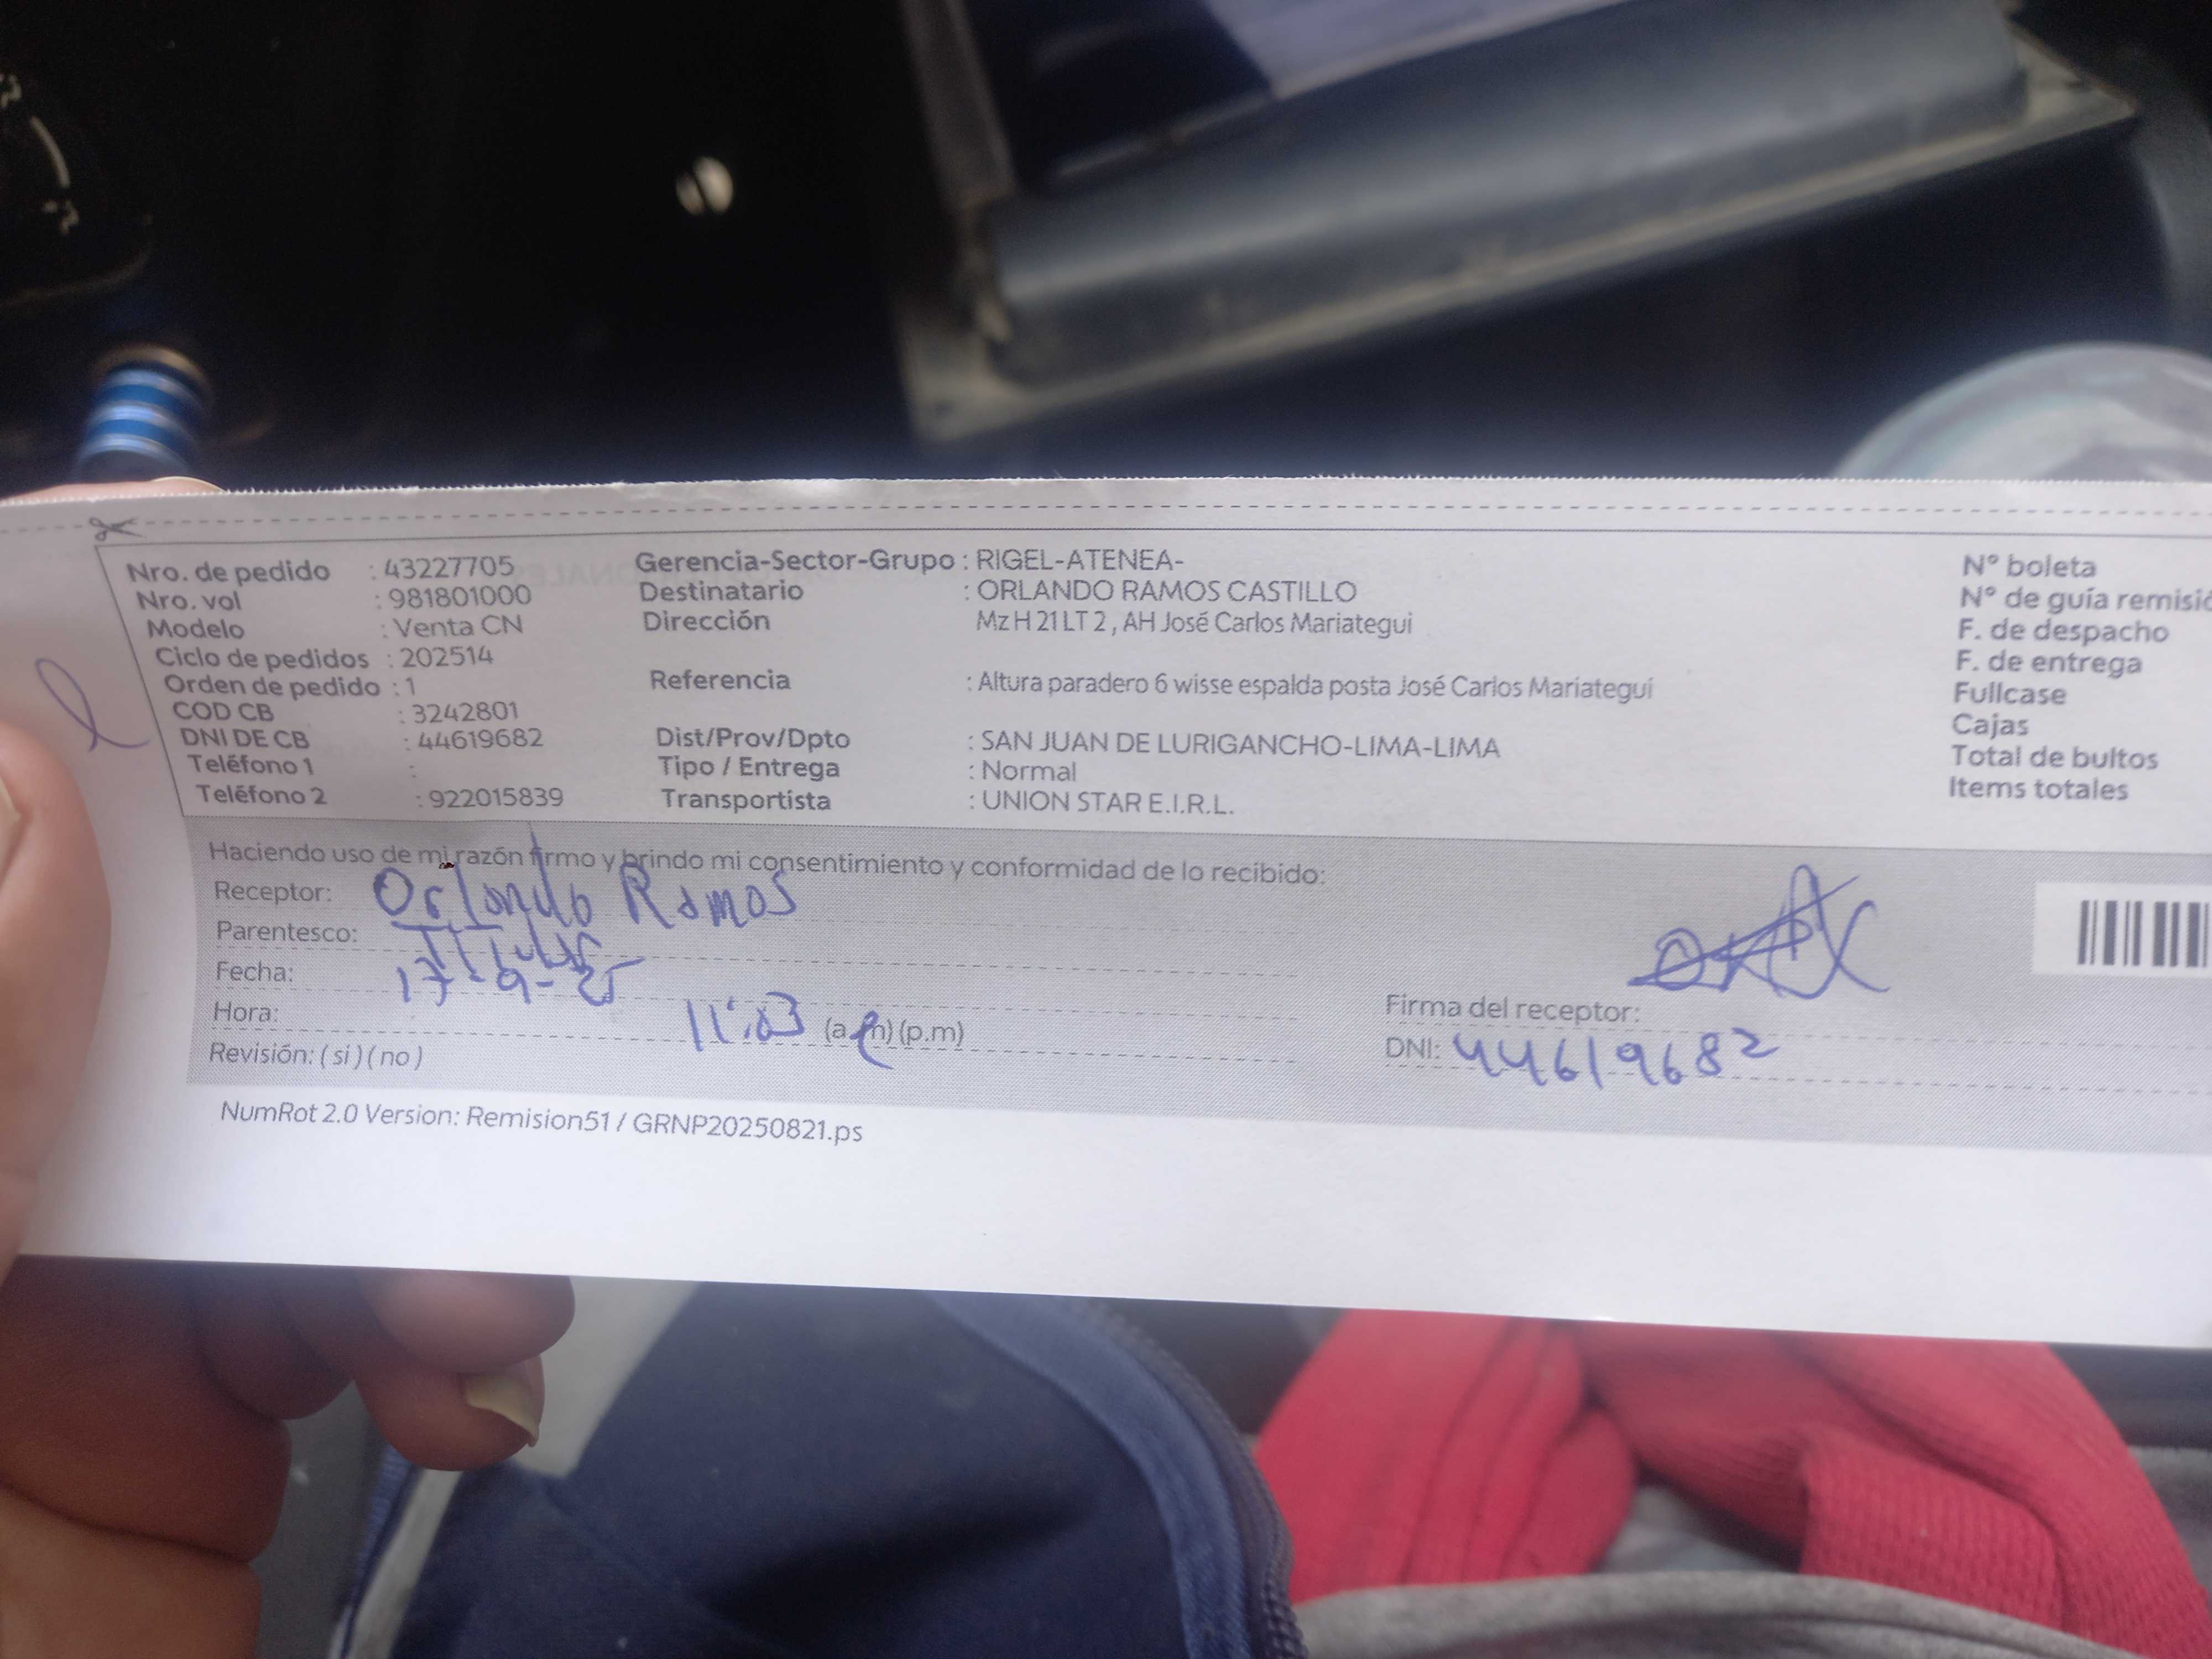 Nro. de pedido : 43227705
Nro. vol : 981801000
Modelo : Venta CN
Ciclo de pedidos : 202514
Orden de pedido : 1
COD CB : 3242801
DNI DE CB : 44619682
Teléfono 1 :
Teléfono 2 : 922015839
Gerencia-Sector-Grupo : RIGEL-ATENEA-
Destinatario : ORLANDO RAMOS CASTILLO
Dirección Mz H 21 LT 2 , AH José Carlos Mariategui
Referencia : Altura paradero 6 wisse espalda posta José Carlos Mariategui
Dist/Prov/Dpto : SAN JUAN DE LURIGANCHO-LIMA-LIMA
Tipo / Entrega : Normal
Transportista : UNION STAR E.I.R.L.
N° boleta
N° de guía
F. de despacho
F. de entrega
Fullcase
Cajas
Total de bultos
Items totales
Haciendo uso de mi razón firmo y brindo mi consentimiento y conformidad de lo recibido:
Receptor: Orlando Ramos
Parentesco: Titular
Fecha: 17-9-25
Hora: 11:03 (a.m) (p.m)
Revisión: ( si ) ( no )
Firma del receptor:
DNI: 44619682
NumRot 2.0 Version: Remision51 / GRNP20250821.ps